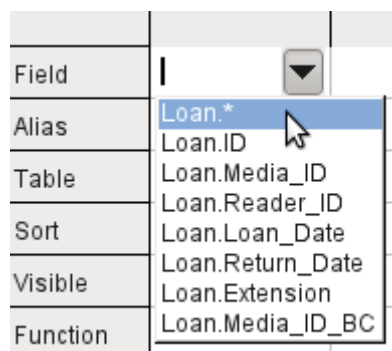 Field
Alias
Table
Sort
Visible
Function
Loan.*
Loan.ID
Loan.Media_ID
Loan.Reader_ID
Loan.Loan_Date
Loan.Return_Date
Loan.Extension
Loan.Media_ID_BC